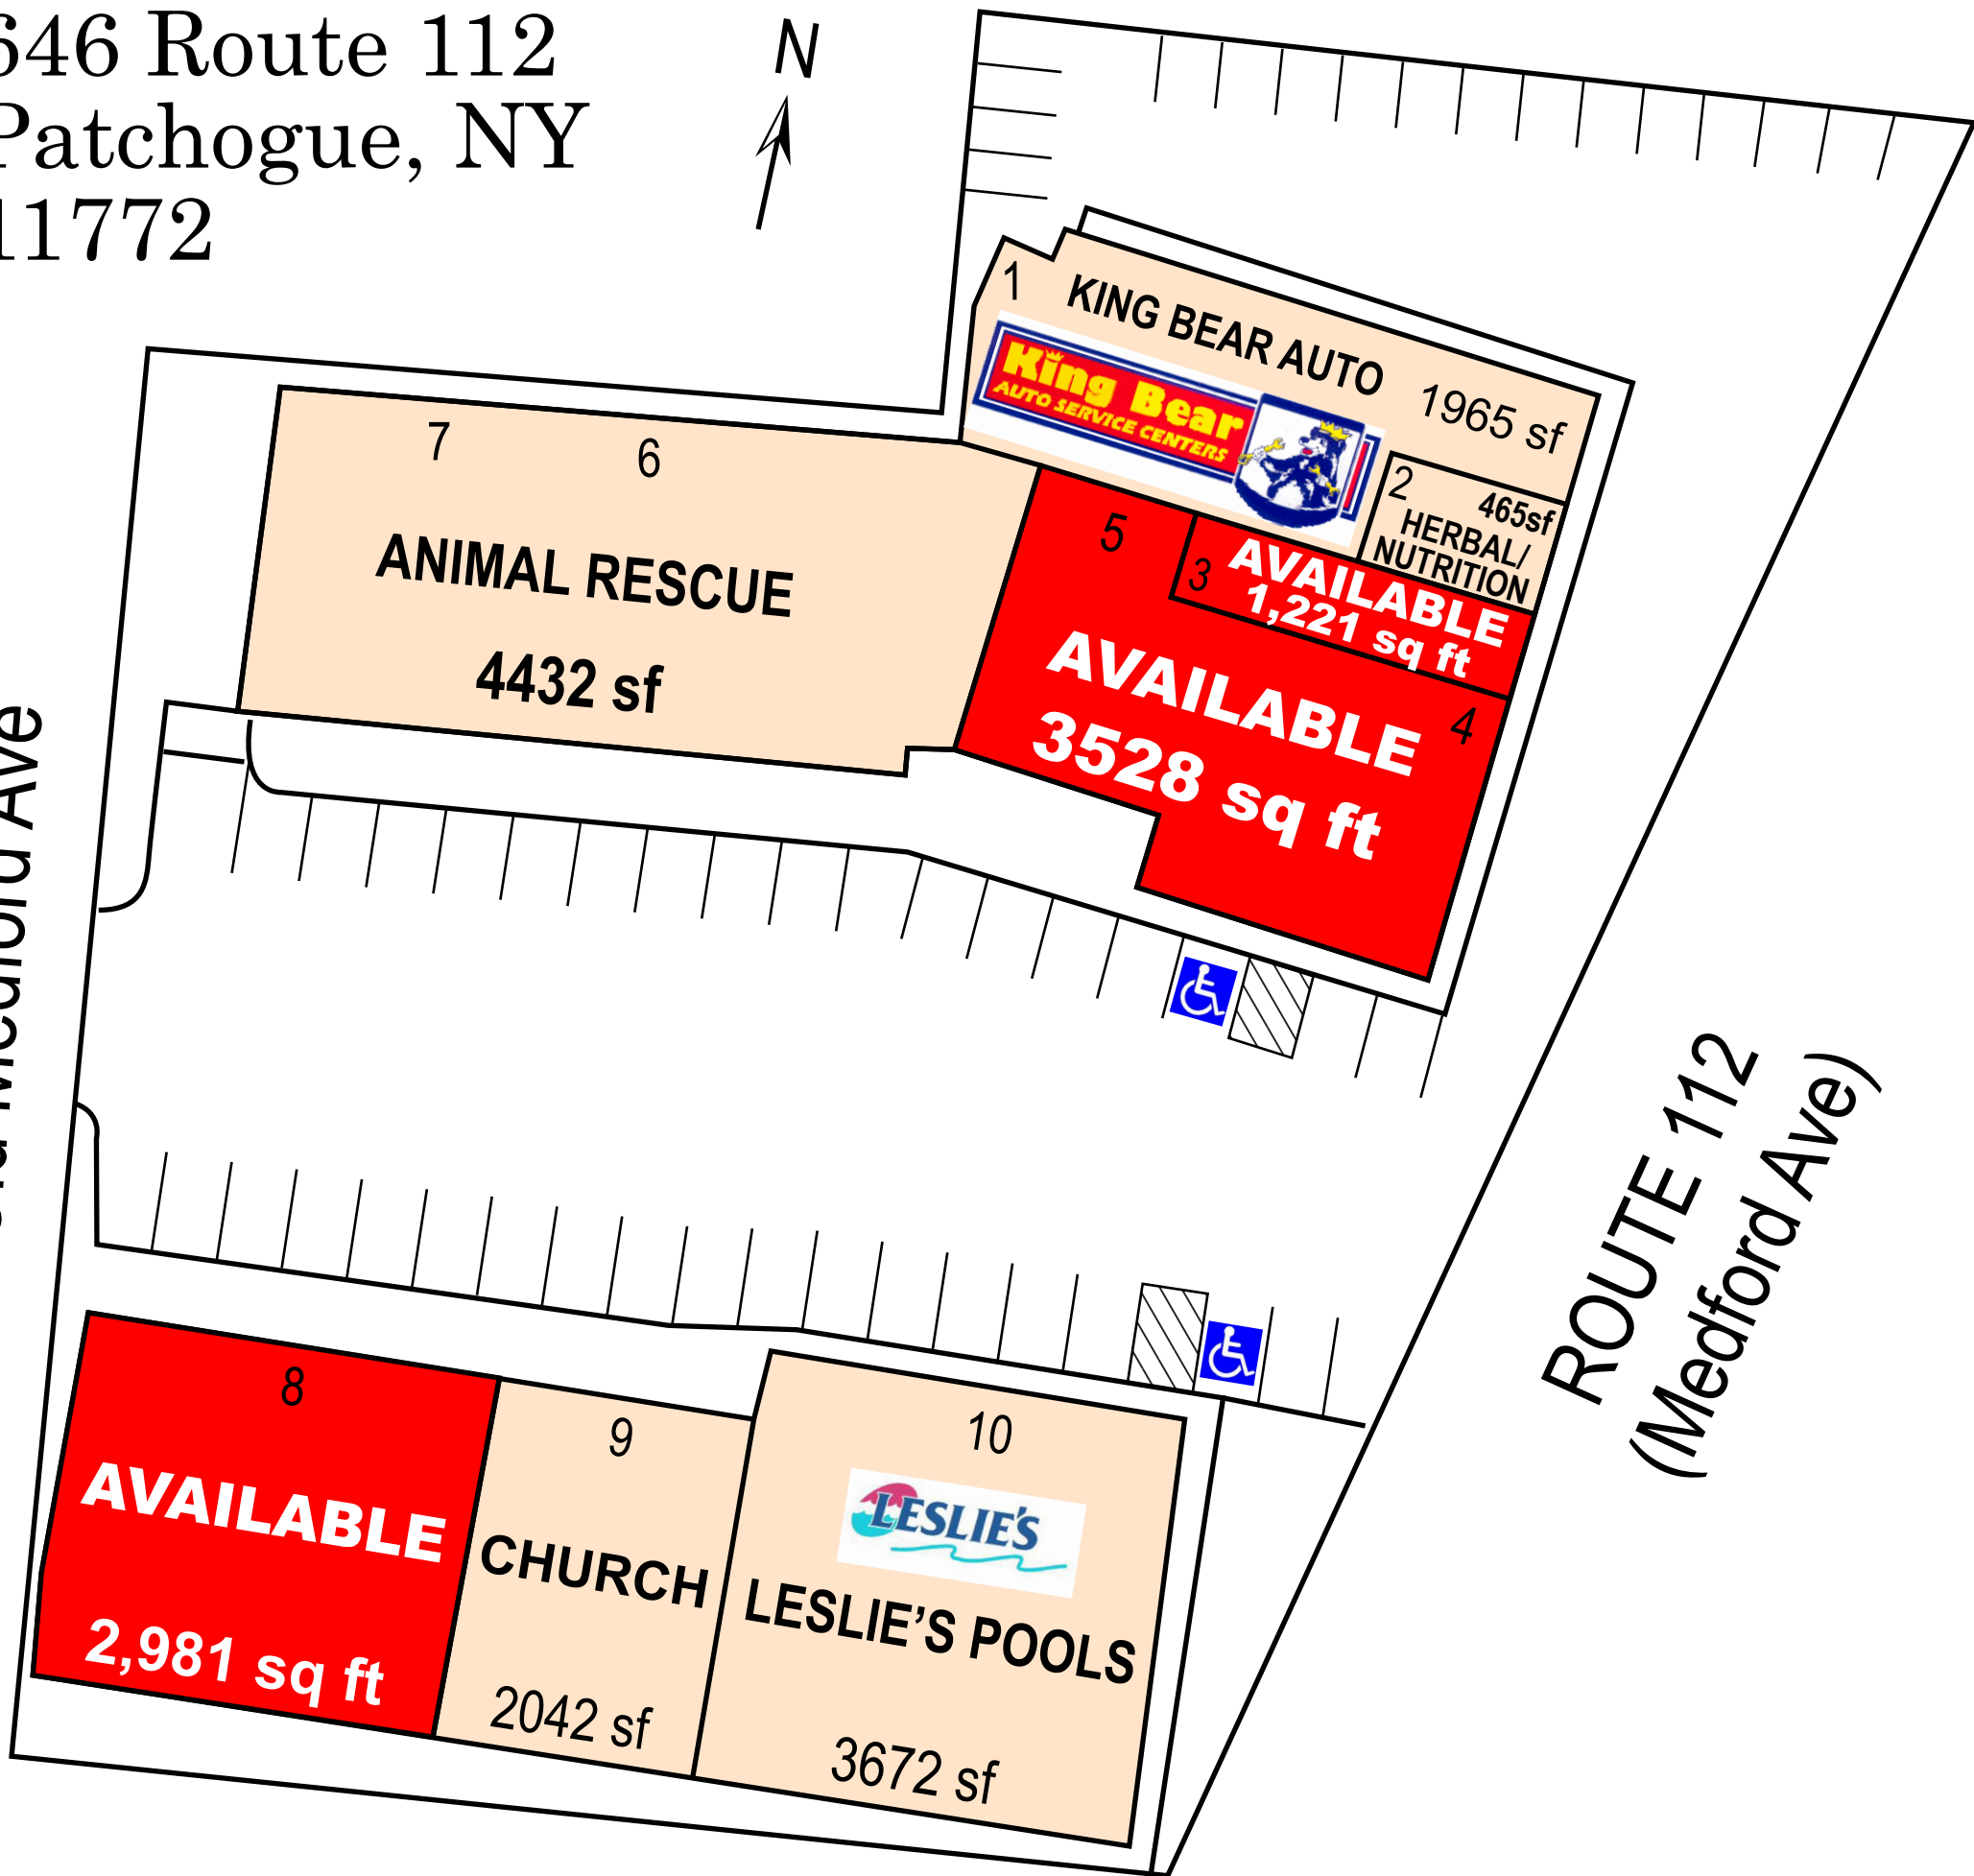 646 Route 112
Patchogue, NY
11772
N
1
KING BEAR AUTO
King Bear
AUTO SERVICE CENTERS
1965 sf
2
465sf
HERBAL/
NUTRITION
7
6
ANIMAL RESCUE
4432 sf
5
3
AVAILABLE
1,221 sq ft
AVAILABLE
3528 sq ft
4
Ave
ROUTE 112
(Medford Ave)
8
AVAILABLE
2,981 sq ft
9
CHURCH
2042 sf
10
LESLIE'S
LESLIE’S POOLS
3672 sf